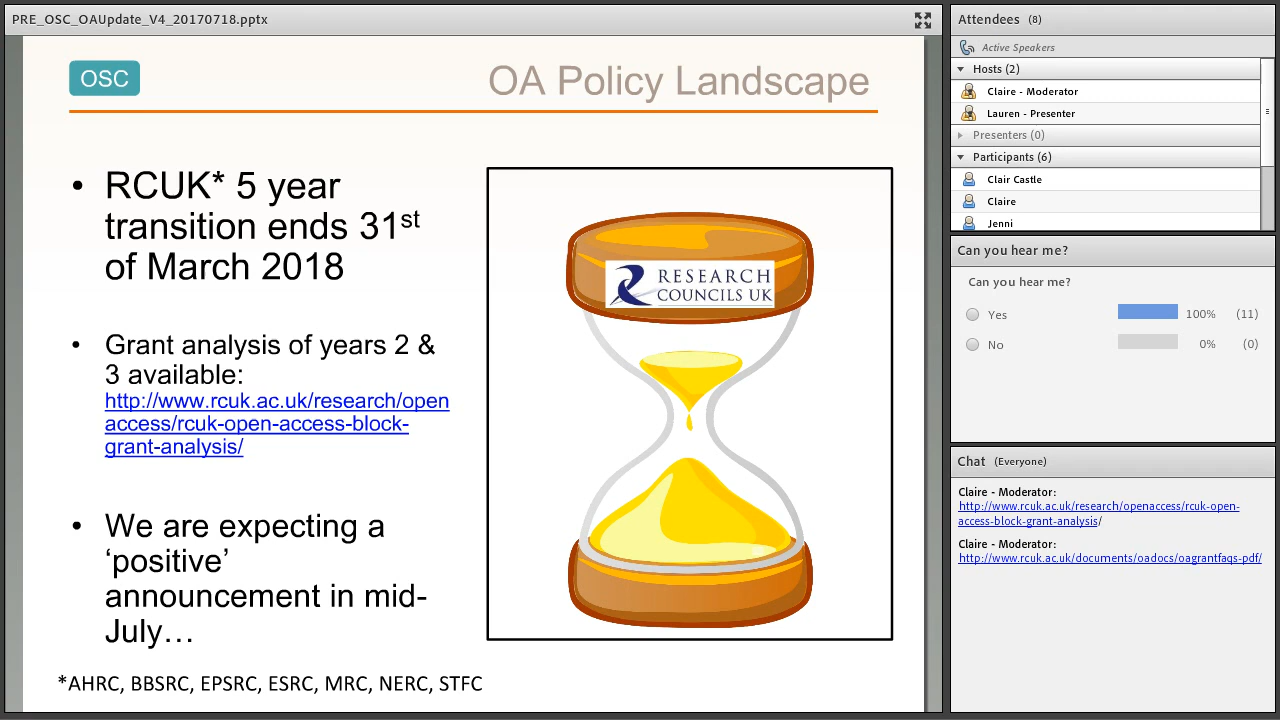 PRE_OSC_OAUpdate_V4_20170718.pptx
OSC
OA Policy Landscape
• RCUK* 5 year
transition ends 31st
of March 2018
• Grant analysis of years 2 &
3 available:
http://www.rcuk.ac.uk/research/open
access/rcuk-open-access-block-
grant-analysis/
• We are expecting a
‘positive’
announcement in mid-
July…
*AHRC, BBSRC, EPSRC, ESRC, MRC, NERC, STFC
RESEARCH
COUNCILS UK
Attendees (8)
Active Speakers
Hosts (2)
Claire - Moderator
Lauren - Presenter
Presenters (0)
Participants (6)
Clair Castle
Claire
Jenni
Can you hear me?
Can you hear me?
Yes 100% (11)
No 0% (0)
Chat (Everyone)
Claire - Moderator:
http://www.rcuk.ac.uk/research/openaccess/rcuk-open-
access-block-grant-analysis/
Claire - Moderator:
http://www.rcuk.ac.uk/documents/oadocs/oagrantfaqs-pdf/